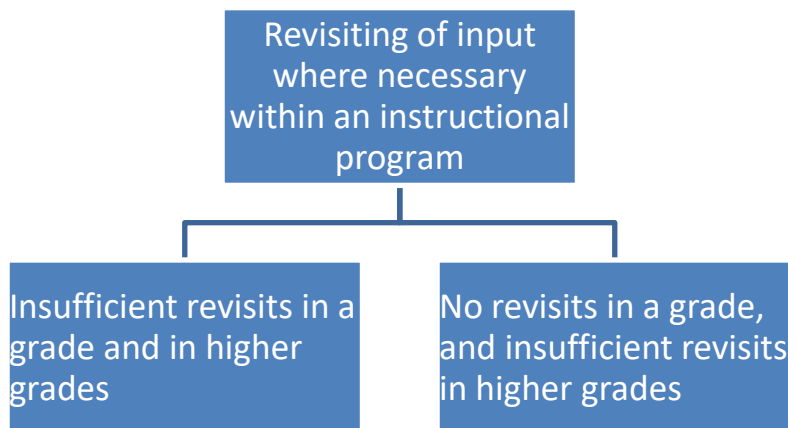 Revisiting of input
where necessary
within an instructional
program
Insufficient revisits in a
grade and in higher
grades
No revisits in a grade,
and insufficient revisits
in higher grades